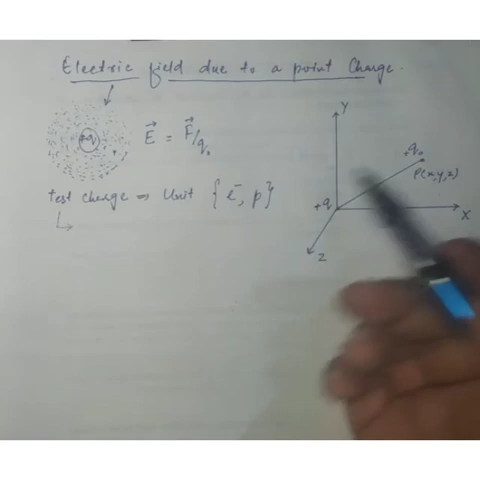 Electric field due to a point Charge.
+q
E⃗ = F⃗/q₀
test charge ⇒ Unit {e⁻, p}
Y
+q₀
P(x,y,z)
+q
X
Z